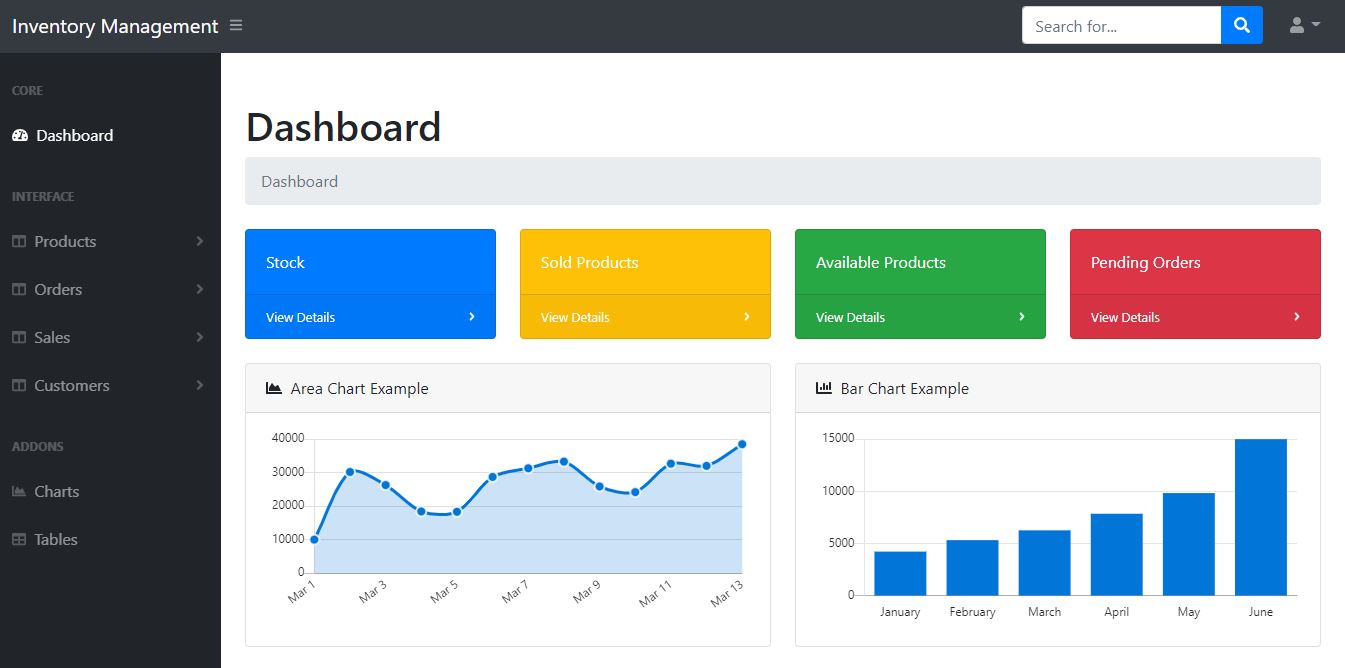 Inventory Management
Search for...
CORE
Dashboard
INTERFACE
Products
Orders
Sales
Customers
ADDONS
Charts
Tables
Dashboard
Dashboard
Stock
View Details
Sold Products
View Details
Available Products
View Details
Pending Orders
View Details
Area Chart Example
40000
30000
20000
10000
0
Mar 1
Mar 3
Mar 5
Mar 7
Mar 9
Mar 11
Mar 13
Bar Chart Example
15000
10000
5000
0
January
February
March
April
May
June